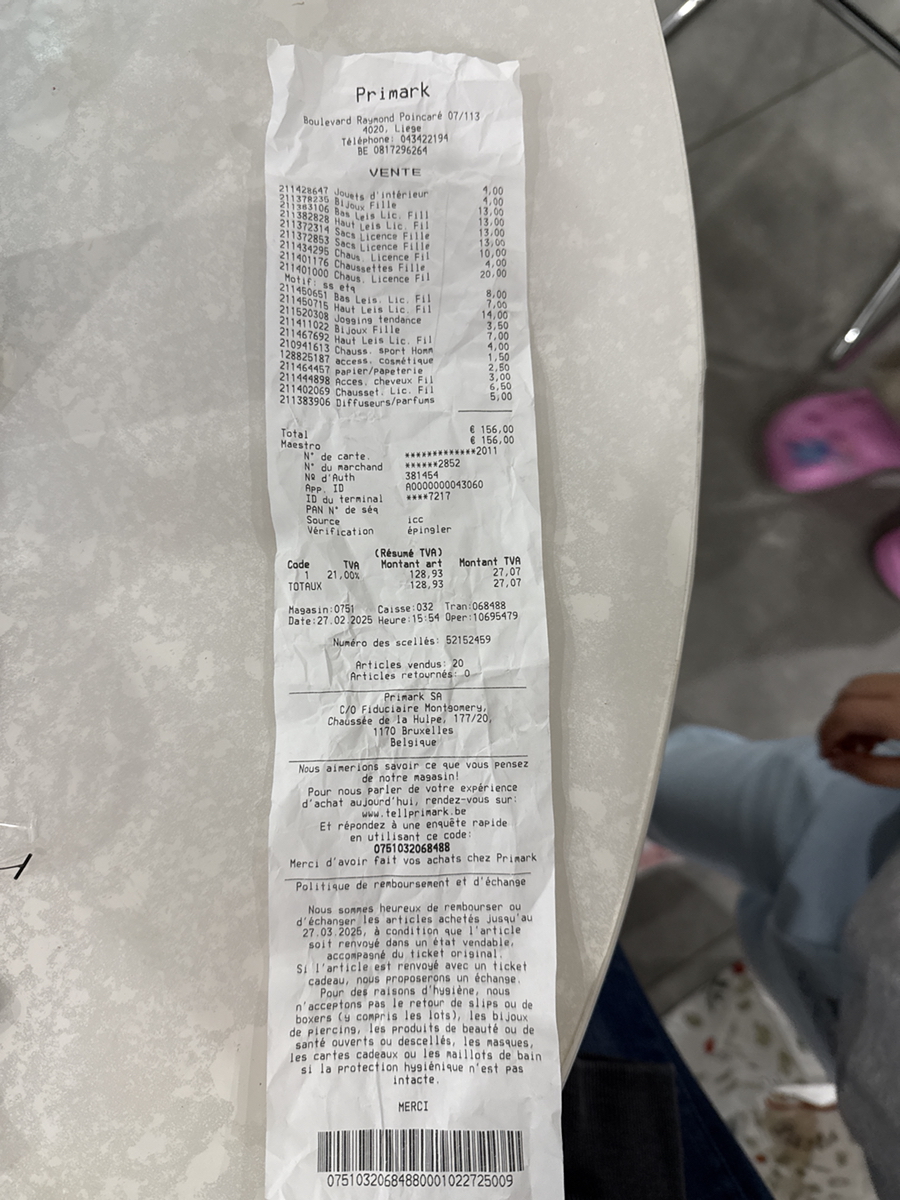 Primark
Boulevard Raymond Poincaré 07/113
4020, Liege
Téléphone: 043422194
BE 0817296264
VENTE
211428647 Jouets d'intérieur 4,00
211378236 Bijoux Fille 4,00
211383106 Bas Leis Lic. Fill 13,00
211382828 Haut Leis Lic. Fil 13,00
211372314 Sacs Licence Fille 13,00
211372853 Sacs Licence Fille 13,00
211434295 Chaus. Licence Fil 10,00
211401176 Chaussettes Fille 4,00
211401000 Chaus. Licence Fil 20,00
Motif: ss etq
211450651 Bas Leis. Lic. Fil 8,00
211450715 Haut Leis Lic. Fil 7,00
211520308 Jogging tendance 14,00
211411022 Bijoux Fille 3,50
211467692 Haut Leis Lic. Fil 7,00
210941613 Chauss. sport Homm 4,00
128825187 access. cosmétique 1,50
211464457 papier/papeterie 2,50
211444898 Acces. cheveux Fil 3,00
211402069 Chausset. Lic. Fil 6,50
211383906 Diffuseurs/parfums 5,00
Total € 156,00
Maestro € 156,00
N° de carte. *************2011
N° du marchand ******2852
Nº d'Auth 381454
App. ID A0000000043060
ID du terminal ****7217
PAN N° de séq
Source icc
Vérification épingler
(Résumé TVA)
Code TVA Montant art Montant TVA
1 21,00% 128,93 27,07
TOTAUX 128,93 27,07
Magasin:0751 Caisse:032 Tran:068488
Date:27.02.2025 Heure:15:54 Oper:10695479
Numéro des scellés: 52152459
Articles vendus: 20
Articles retournés: 0
Primark SA
C/O Fiduciaire Montgomery,
Chaussée de la Hulpe, 177/20,
1170 Bruxelles
Belgique
Nous aimerions savoir ce que vous pensez
de notre magasin!
Pour nous parler de votre expérience
d'achat aujourd'hui, rendez-vous sur:
www.tellprimark.be
Et répondez à une enquête rapide
en utilisant ce code:
0751032068488
Merci d'avoir fait vos achats chez Primark
Politique de remboursement et d'échange
Nous sommes heureux de rembourser ou
d'échanger les articles achetés jusqu'au
27.03.2025, à condition que l'article
soit renvoyé dans un état vendable,
accompagné du ticket original.
Si l'article est renvoyé avec un ticket
cadeau, nous proposerons un échange.
Pour des raisons d'hygiène, nous
n'acceptons pas le retour de slips ou de
boxers (y compris les lots), les bijoux
de piercing, les produits de beauté ou de
santé ouverts ou descellés, les masques,
les cartes cadeaux ou les maillots de bain
si la protection hygiénique n'est pas
intacte.
MERCI
07510320684880001022725009